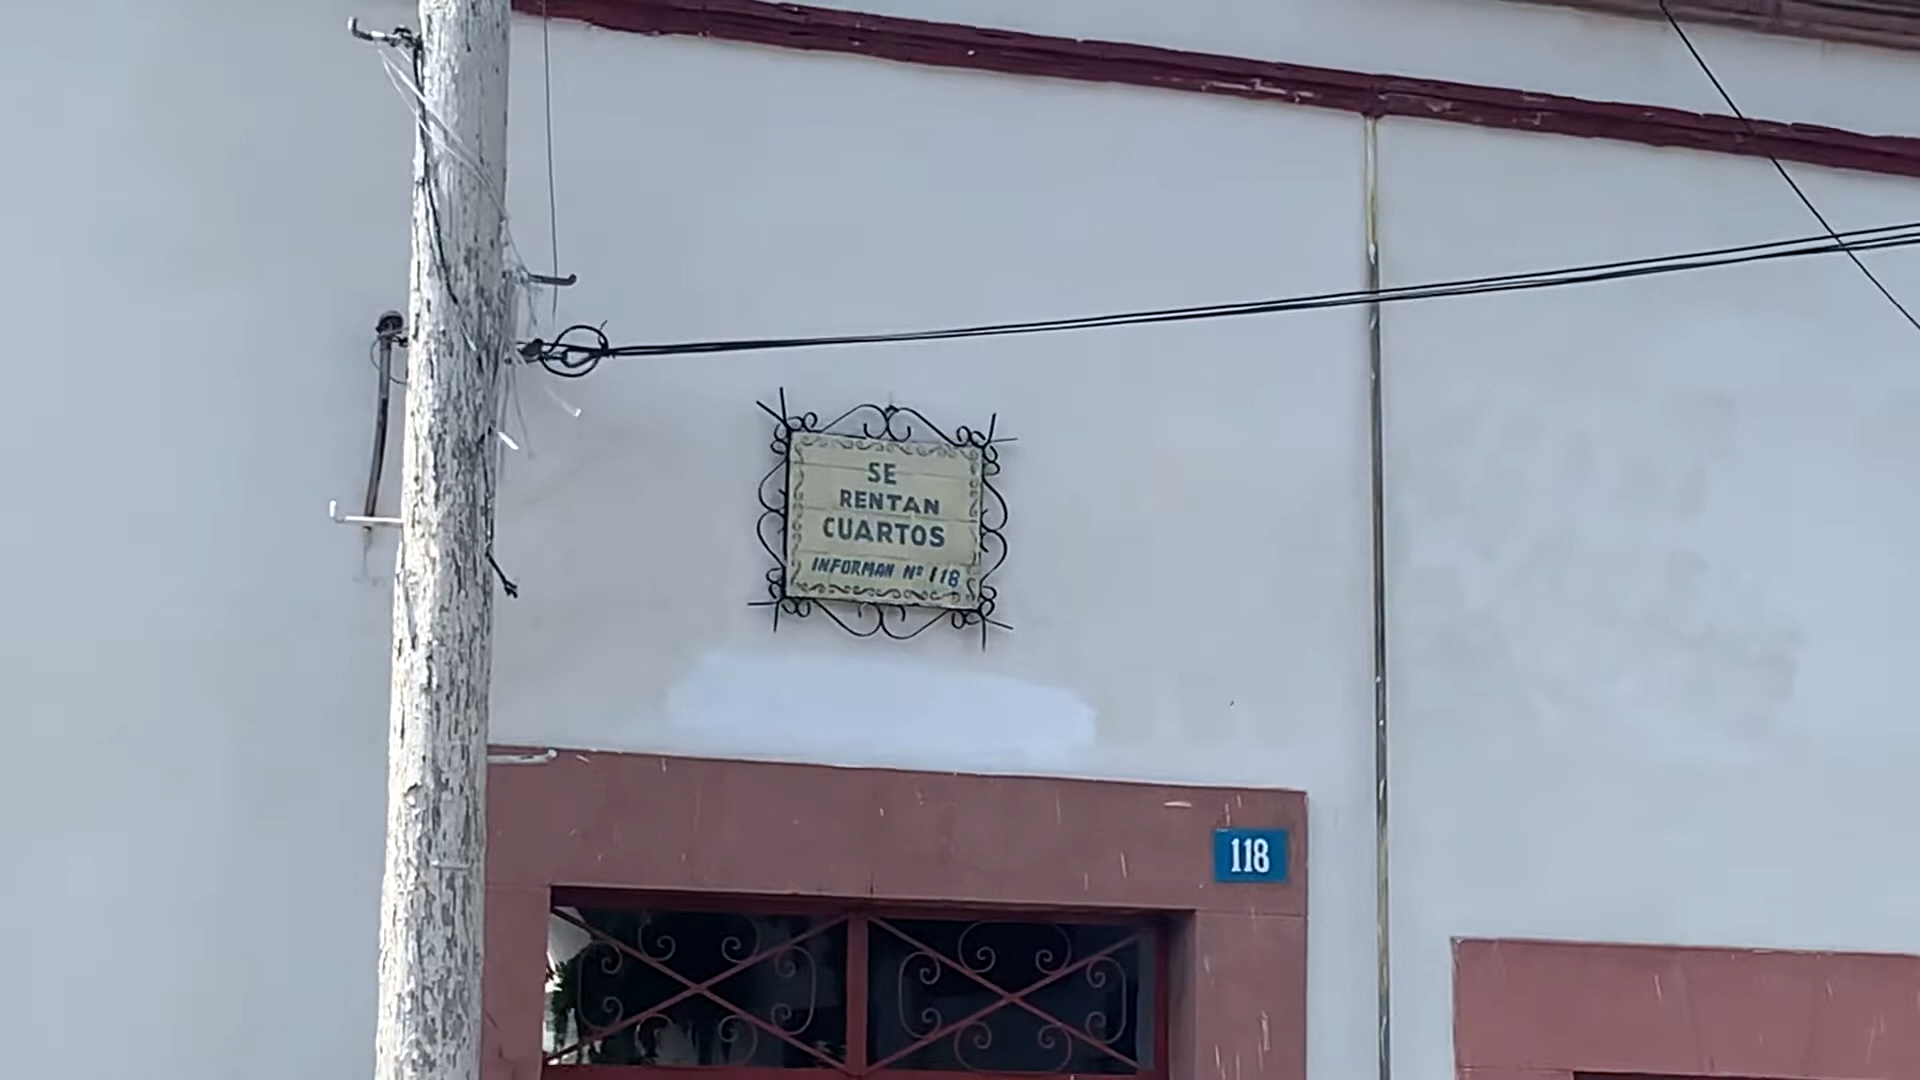 SE
RENTAN
CUARTOS
INFORMAN Nº 118
118